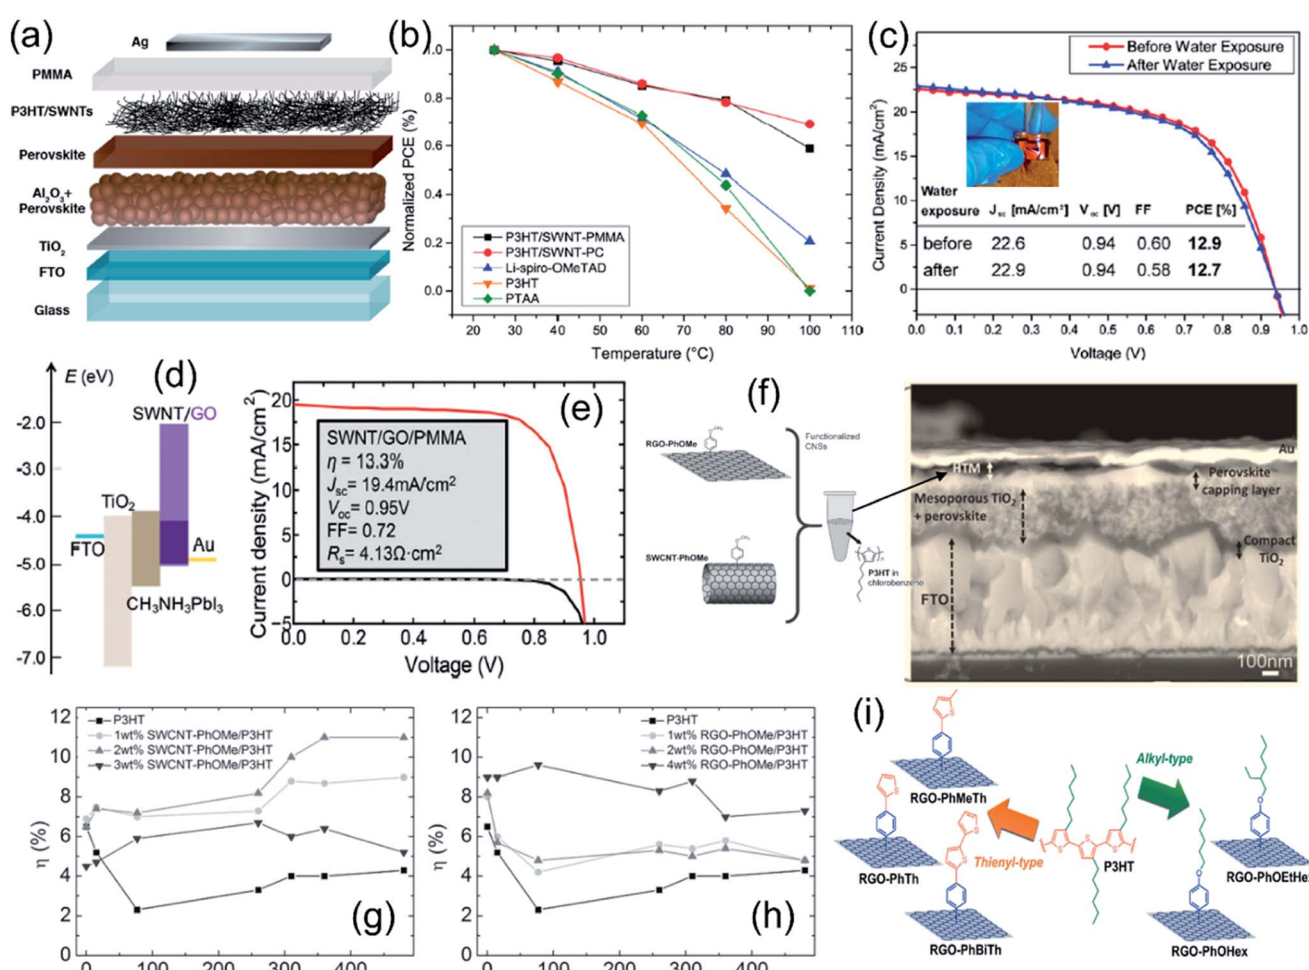 (a)
Ag
PMMA
P3HT/SWNTs
Perovskite
Al₂O₃+
Perovskite
TiO₂
FTO
Glass
(b)
Normalized PCE (%)
1.0
0.8
0.6
0.4
0.2
0.0
P3HT/SWNT-PMMA
P3HT/SWNT-PC
Li-spiro-OMeTAD
P3HT
PTAA
20 30 40 50 60 70 80 90 100 110
Temperature (°C)
(c)
Before Water Exposure
After Water Exposure
Current Density (mA/cm²)
25
20
15
10
5
0
Water
exposure Jsc [mA/cm²] Voc [V] FF PCE [%]
before 22.6 0.94 0.60 12.9
after 22.9 0.94 0.58 12.7
0.0 0.1 0.2 0.3 0.4 0.5 0.6 0.7 0.8 0.9 1.0
Voltage (V)
(d)
E (eV)
-2.0
-3.0
-4.0
-5.0
-6.0
-7.0
SWNT/GO
TiO₂
FTO
Au
CH₃NH₃PbI₃
(e)
Current density (mA/cm²)
20
15
10
5
0
−5
SWNT/GO/PMMA
η = 13.3%
Jsc= 19.4mA/cm²
Voc= 0.95V
FF= 0.72
Rs= 4.13Ω·cm²
0.0 0.2 0.4 0.6 0.8 1.0
Voltage (V)
(f)
RGO-PhOMe
SWCNT-PhOMe
Functionalized
CNSs
P3HT in
chlorobenzene
Au
HTM
Perovskite
capping layer
Mesoporous TiO₂
+ perovskite
Compact
TiO₂
FTO
100nm
(g)
η (%)
12
10
8
6
4
2
0
P3HT
1wt% SWCNT-PhOMe/P3HT
2wt% SWCNT-PhOMe/P3HT
3wt% SWCNT-PhOMe/P3HT
0 100 200 300 400
(h)
η (%)
12
10
8
6
4
2
0
P3HT
1wt% RGO-PhOMe/P3HT
2wt% RGO-PhOMe/P3HT
4wt% RGO-PhOMe/P3HT
0 100 200 300 400
(i)
RGO-PhMeTh
RGO-PhTh
RGO-PhBiTh
Thienyl-type
P3HT
Alkyl-type
RGO-PhOEtHex
RGO-PhOHex